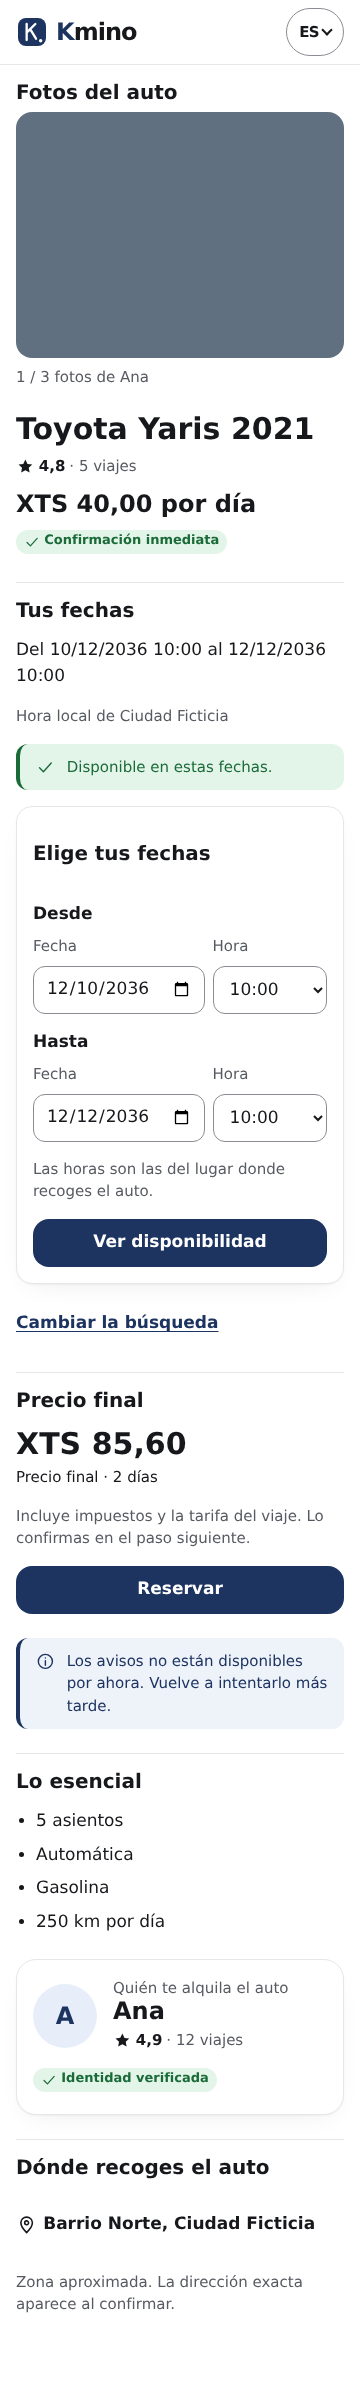 Kmino
ES
Fotos del auto
1 / 3 fotos de Ana
Toyota Yaris 2021
★ 4,8 · 5 viajes
XTS 40,00 por día
Confirmación inmediata
Tus fechas
Del 10/12/2036 10:00 al 12/12/2036
10:00
Hora local de Ciudad Ficticia
Disponible en estas fechas.
Elige tus fechas
Desde
Fecha Hora
12/10/2036 10:00
Hasta
Fecha Hora
12/12/2036 10:00
Las horas son las del lugar donde
recoges el auto.
Ver disponibilidad
Cambiar la búsqueda
Precio final
XTS 85,60
Precio final · 2 días
Incluye impuestos y la tarifa del viaje. Lo
confirmas en el paso siguiente.
Reservar
Los avisos no están disponibles
por ahora. Vuelve a intentarlo más
tarde.
Lo esencial
• 5 asientos
• Automática
• Gasolina
• 250 km por día
A
Quién te alquila el auto
Ana
★ 4,9 · 12 viajes
Identidad verificada
Dónde recoges el auto
Barrio Norte, Ciudad Ficticia
Zona aproximada. La dirección exacta
aparece al confirmar.